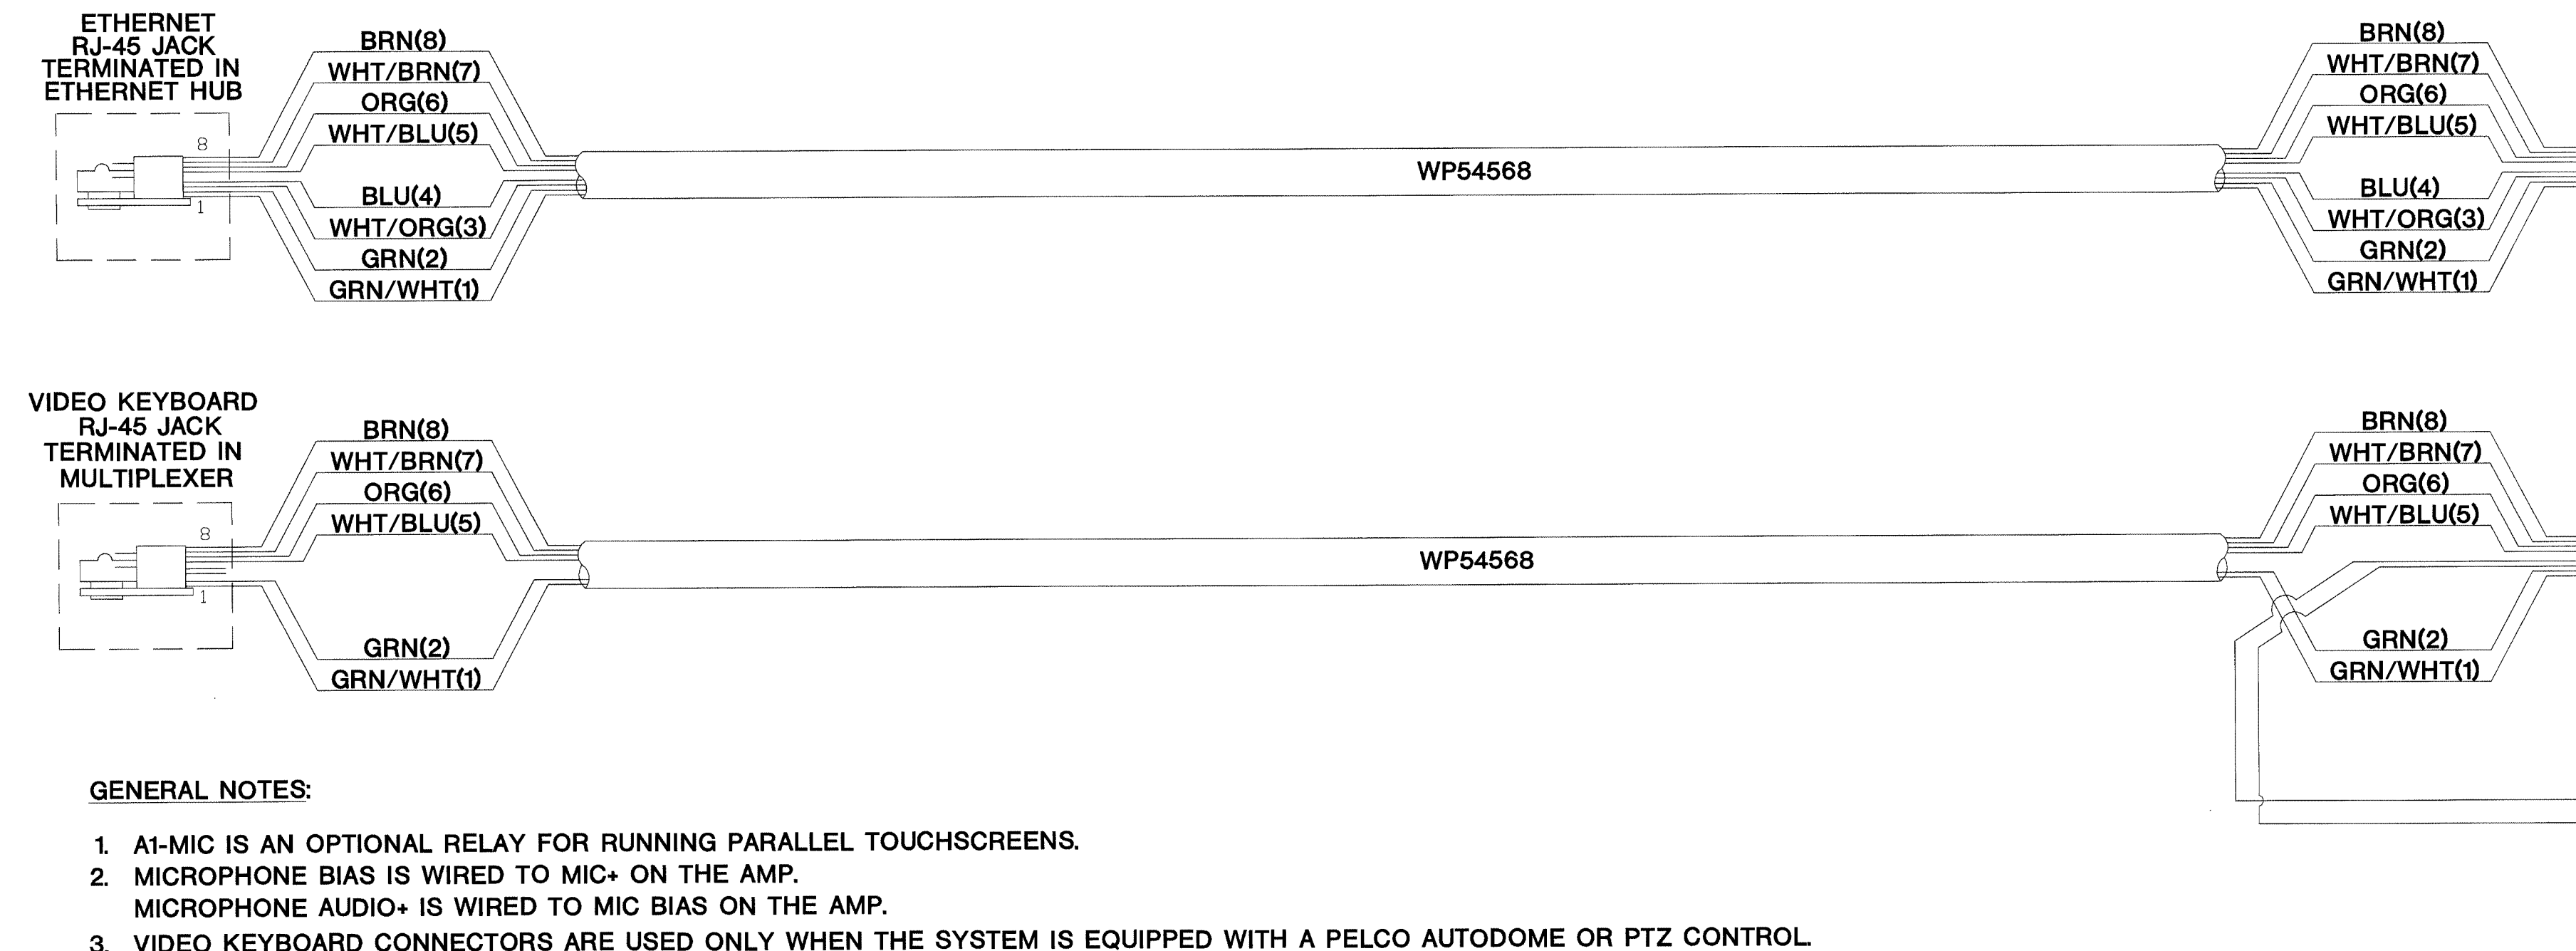 ETHERNET
RJ-45 JACK
TERMINATED IN
ETHERNET HUB
8
1
BRN(8)
WHT/BRN(7)
ORG(6)
WHT/BLU(5)
BLU(4)
WHT/ORG(3)
GRN(2)
GRN/WHT(1)
WP54568
BRN(8)
WHT/BRN(7)
ORG(6)
WHT/BLU(5)
BLU(4)
WHT/ORG(3)
GRN(2)
GRN/WHT(1)
VIDEO KEYBOARD
RJ-45 JACK
TERMINATED IN
MULTIPLEXER
8
1
BRN(8)
WHT/BRN(7)
ORG(6)
WHT/BLU(5)
GRN(2)
GRN/WHT(1)
WP54568
BRN(8)
WHT/BRN(7)
ORG(6)
WHT/BLU(5)
GRN(2)
GRN/WHT(1)
GENERAL NOTES:
1. A1-MIC IS AN OPTIONAL RELAY FOR RUNNING PARALLEL TOUCHSCREENS.
2. MICROPHONE BIAS IS WIRED TO MIC+ ON THE AMP.
MICROPHONE AUDIO+ IS WIRED TO MIC BIAS ON THE AMP.
3. VIDEO KEYBOARD CONNECTORS ARE USED ONLY WHEN THE SYSTEM IS EQUIPPED WITH A PELCO AUTODOME OR PTZ CONTROL.